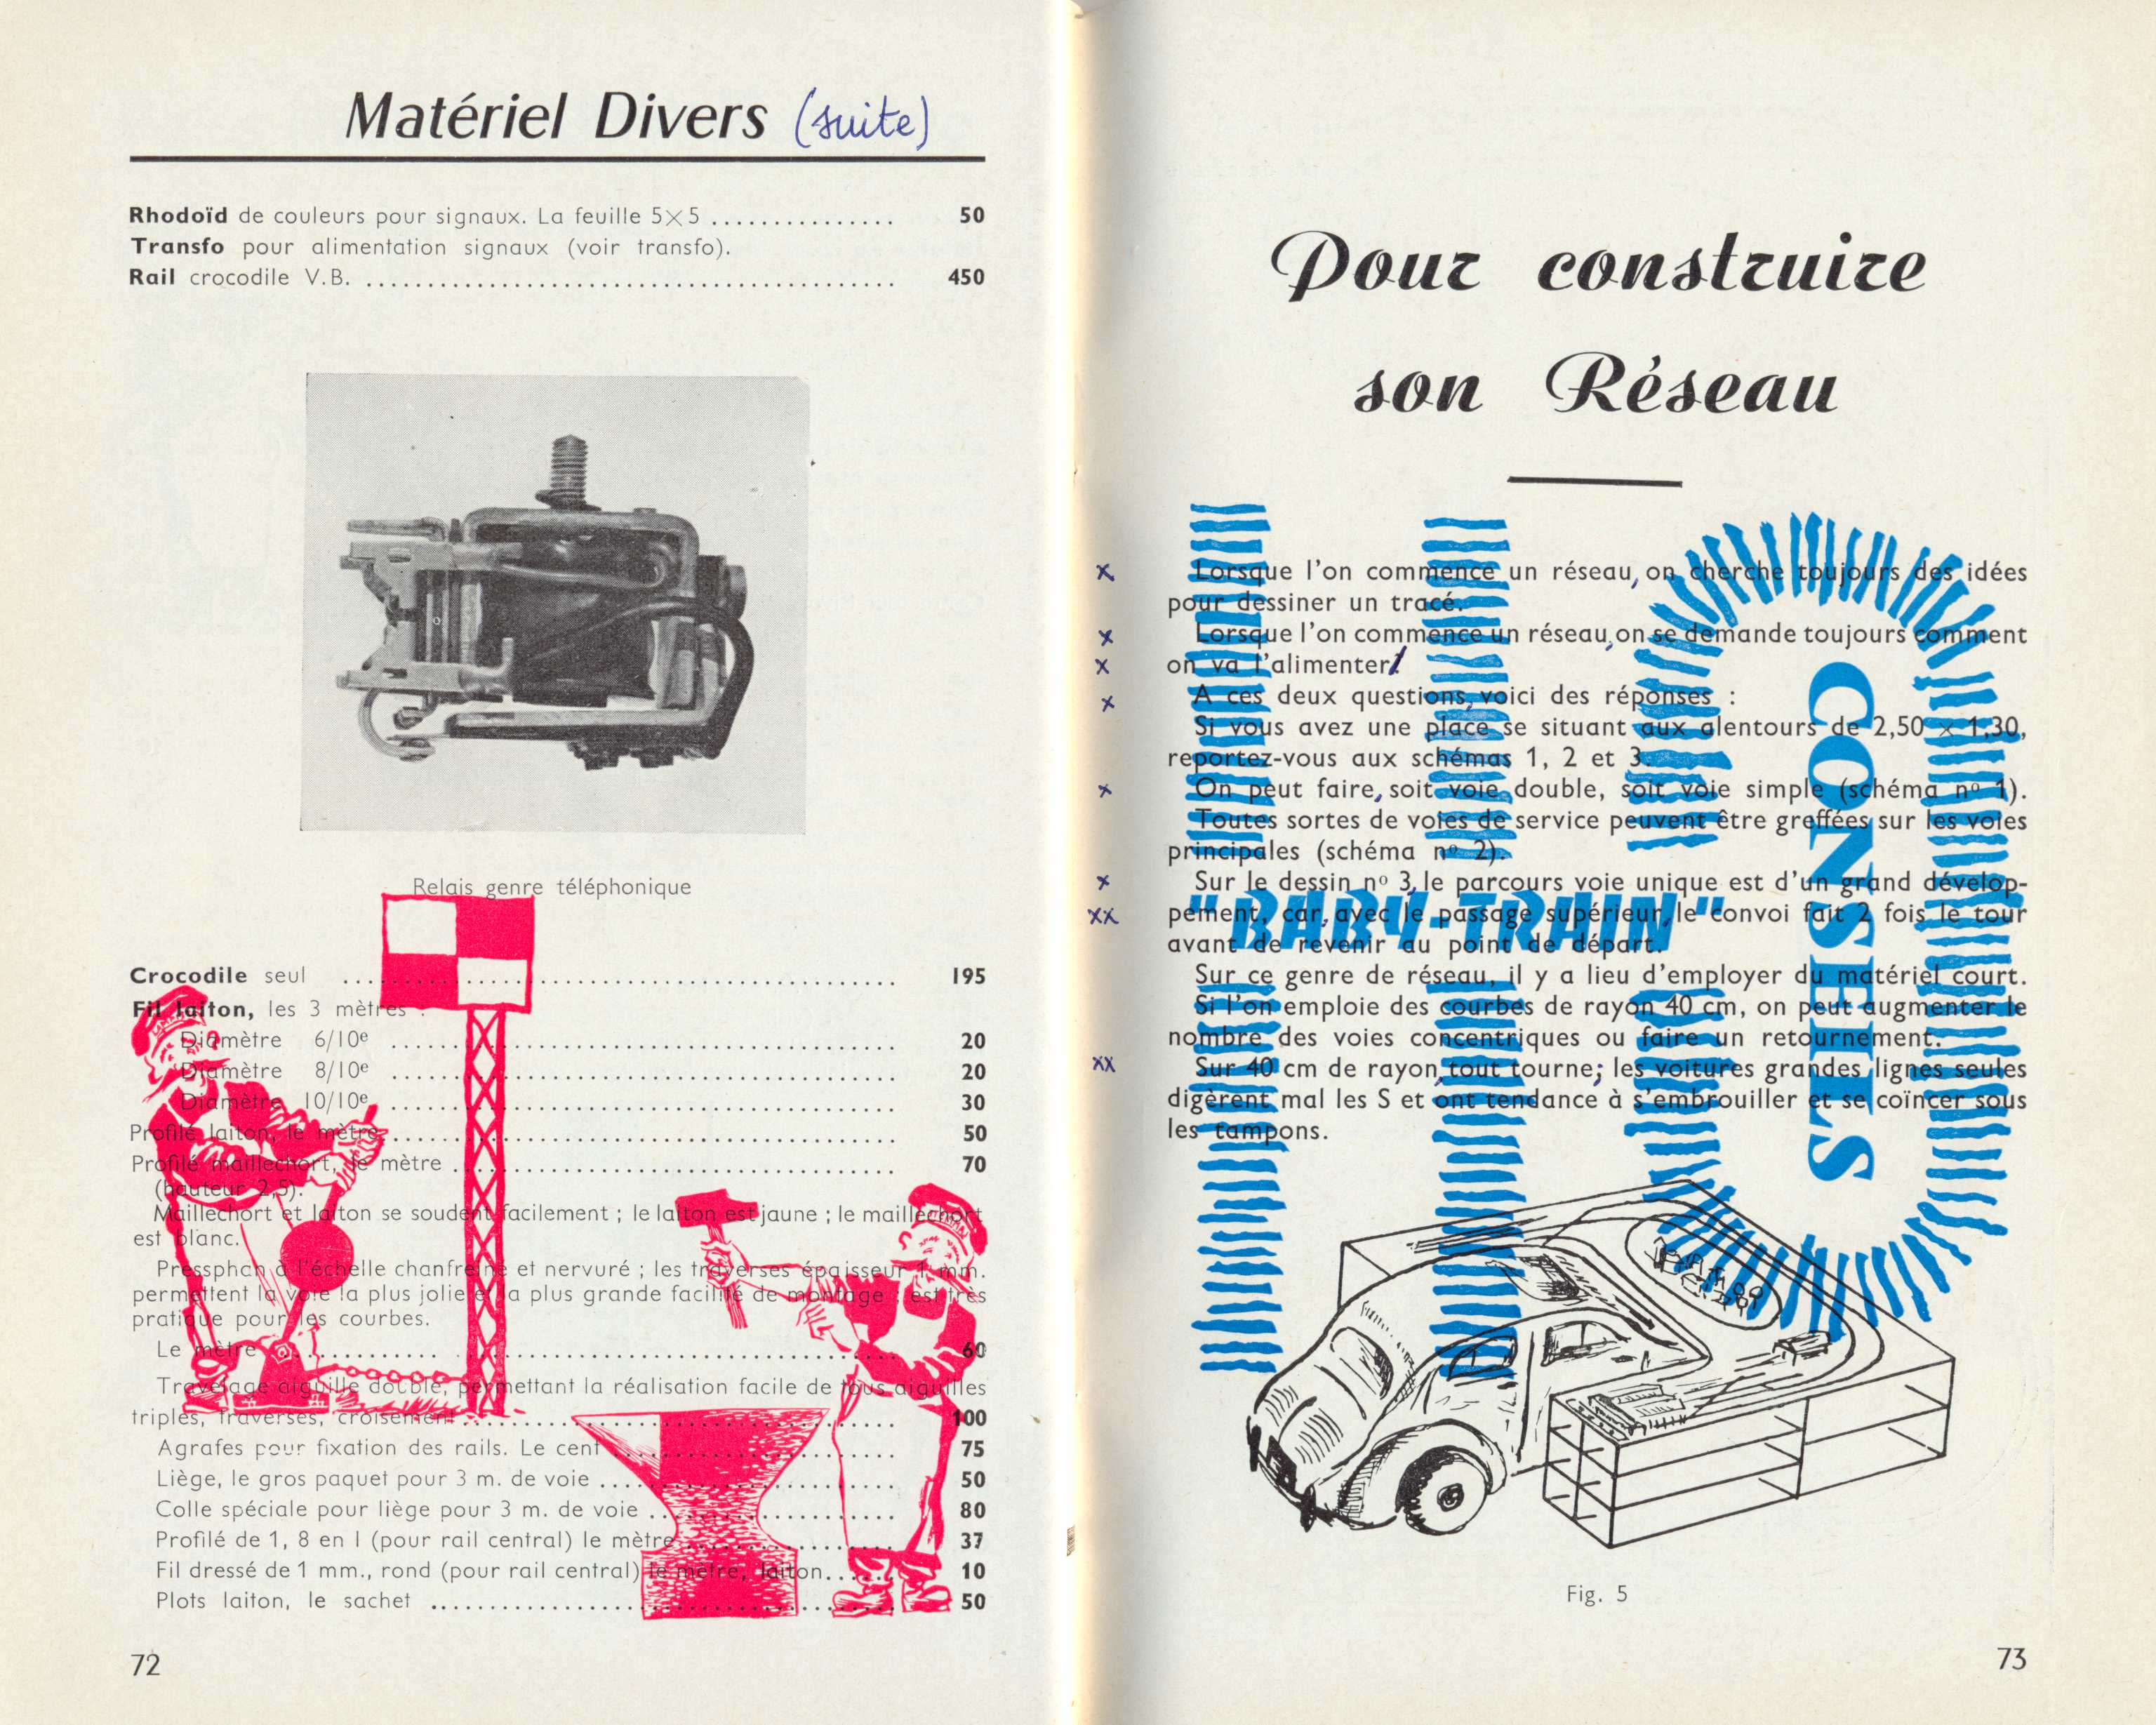 Matériel Divers (suite)
Rhodoïd de couleurs pour signaux. La feuille 5×5 ............... 50
Transfo pour alimentation signaux (voir transfo).
Rail crocodile V.B. .......................................... 450
Relais genre téléphonique
Crocodile seul ............................................ 195
Fil laiton, les 3 mètres :
Diamètre 6/10e ........................................ 20
Diamètre 8/10e ........................................ 20
Diamètre 10/10e ........................................ 30
Profilé laiton, le mètre ........................................ 50
Profilé maillechort, le mètre ................................... 70
(hauteur 2,5).
Maillechort et laiton se soudent facilement ; le laiton est jaune ; le maillechort
est blanc.
Pressphan à l'échelle chanfreiné et nervuré ; les traverses épaisseur 1 mm.
permettent la voie la plus jolie et la plus grande facilité de montage : est très
pratique pour les courbes.
Le mètre ............................................... 60
Travelage aiguille double, permettant la réalisation facile de tous aiguilles
triples, traverses, croisement .................................. 100
Agrafes pour fixation des rails. Le cent ........................ 75
Liège, le gros paquet pour 3 m. de voie ........................ 50
Colle spéciale pour liège pour 3 m. de voie .................... 80
Profilé de 1, 8 en I (pour rail central) le mètre ................. 37
Fil dressé de 1 mm., rond (pour rail central) le mètre, laiton...... 10
Plots laiton, le sachet ..................................... 50
72
Pour construire
son Réseau
HO
CONSEILS
"BABY-TRAIN"
x Lorsque l'on commence un réseau, on cherche toujours des idées
pour dessiner un tracé.
x Lorsque l'on commence un réseau, on se demande toujours comment
x on va l'alimenter
x A ces deux questions, voici des réponses :
Si vous avez une place se situant aux alentours de 2,50 × 1,30,
reportez-vous aux schémas 1, 2 et 3.
x On peut faire, soit voie double, soit voie simple (schéma nº 1).
Toutes sortes de voies de service peuvent être greffées sur les voies
principales (schéma nº 2).
x Sur le dessin nº 3, le parcours voie unique est d'un grand dévelop-
xx pement, car, avec le passage supérieur, le convoi fait 2 fois le tour
avant de revenir au point de départ.
Sur ce genre de réseau, il y a lieu d'employer du matériel court.
Si l'on emploie des courbes de rayon 40 cm, on peut augmenter le
nombre des voies concentriques ou faire un retournement.
xx Sur 40 cm de rayon, tout tourne; les voitures grandes lignes seules
digèrent mal les S et ont tendance à s'embrouiller et se coïncer sous
les tampons.
Fig. 5
73